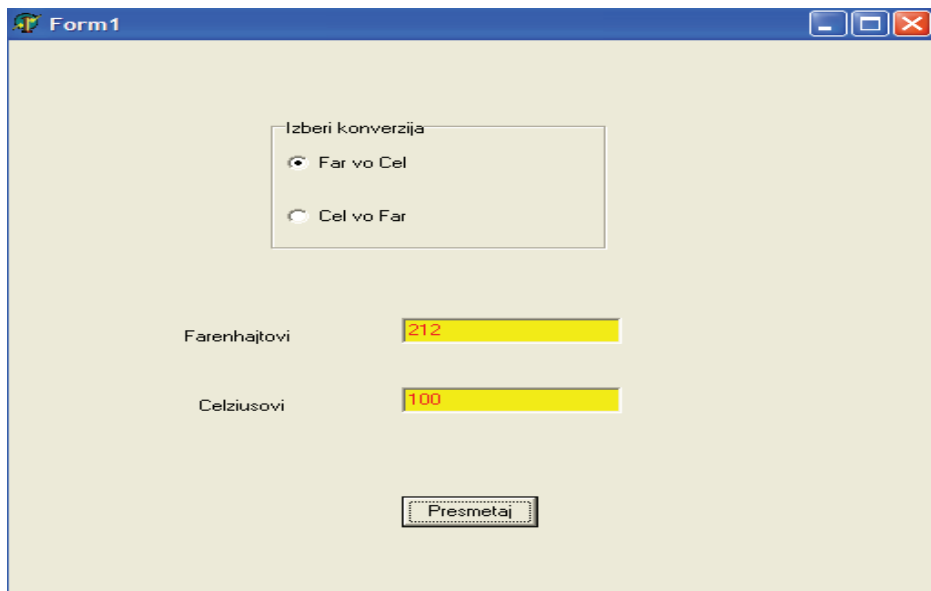 Form1
Izberi konverzija
Far vo Cel
Cel vo Far
Farenhajtovi
212
Celziusovi
100
Presmetaj